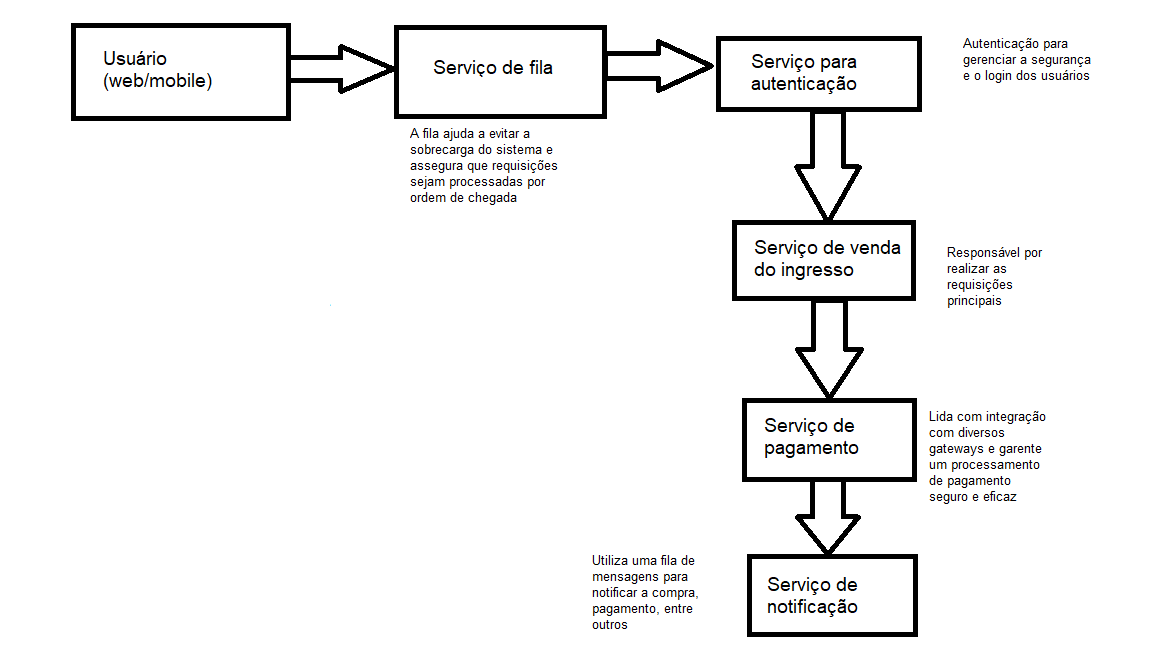 Usuário
(web/mobile)
Serviço de fila
Serviço para
autenticação
Autenticação para
gerenciar a segurança
e o login dos usuários
A fila ajuda a evitar a
sobrecarga do sistema e
assegura que requisições
sejam processadas por
ordem de chegada
Serviço de venda
do ingresso
Responsável por
realizar as
requisições
principais
Serviço de
pagamento
Lida com integração
com diversos
gateways e garente
um processamento
de pagamento
seguro e eficaz
Utiliza uma fila de
mensagens para
notificar a compra,
pagamento, entre
outros
Serviço de
notificação